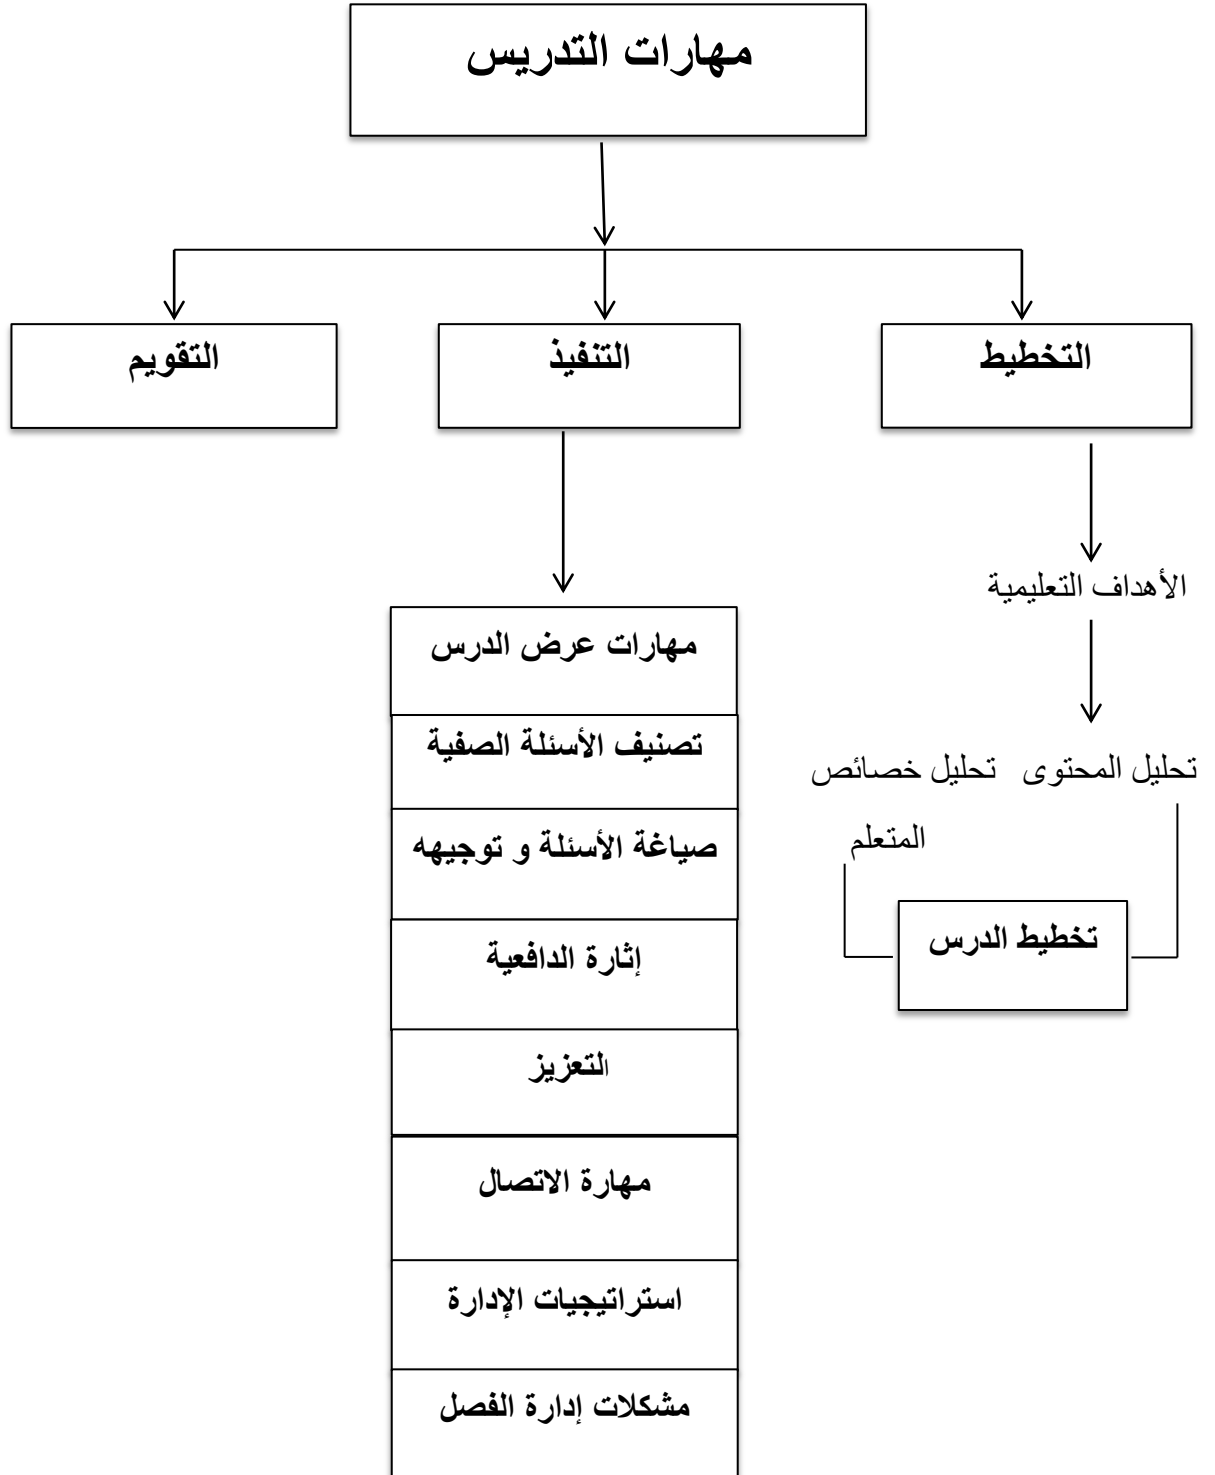 مهارات التدريس
التخطيط
التنفيذ
التقويم
الأهداف التعليمية
تحليل المحتوى
تحليل خصائص
المتعلم
تخطيط الدرس
مهارات عرض الدرس
تصنيف الأسئلة الصفية
صياغة الأسئلة و توجيهه
إثارة الدافعية
التعزيز
مهارة الاتصال
استراتيجيات الإدارة
مشكلات إدارة الفصل